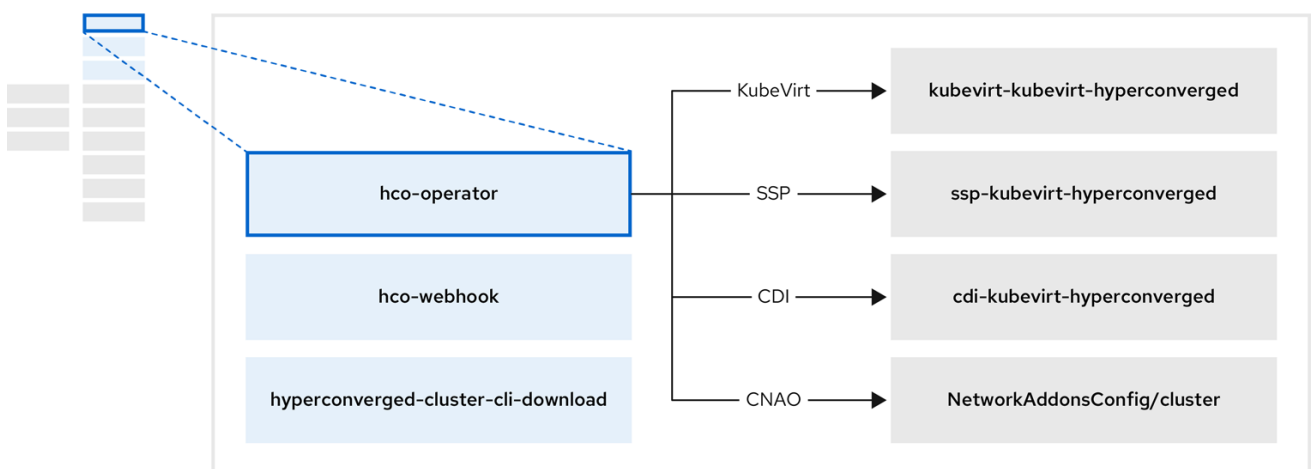 KubeVirt
kubevirt-kubevirt-hyperconverged
hco-operator
SSP
ssp-kubevirt-hyperconverged
hco-webhook
CDI
cdi-kubevirt-hyperconverged
hyperconverged-cluster-cli-download
CNAO
NetworkAddonsConfig/cluster